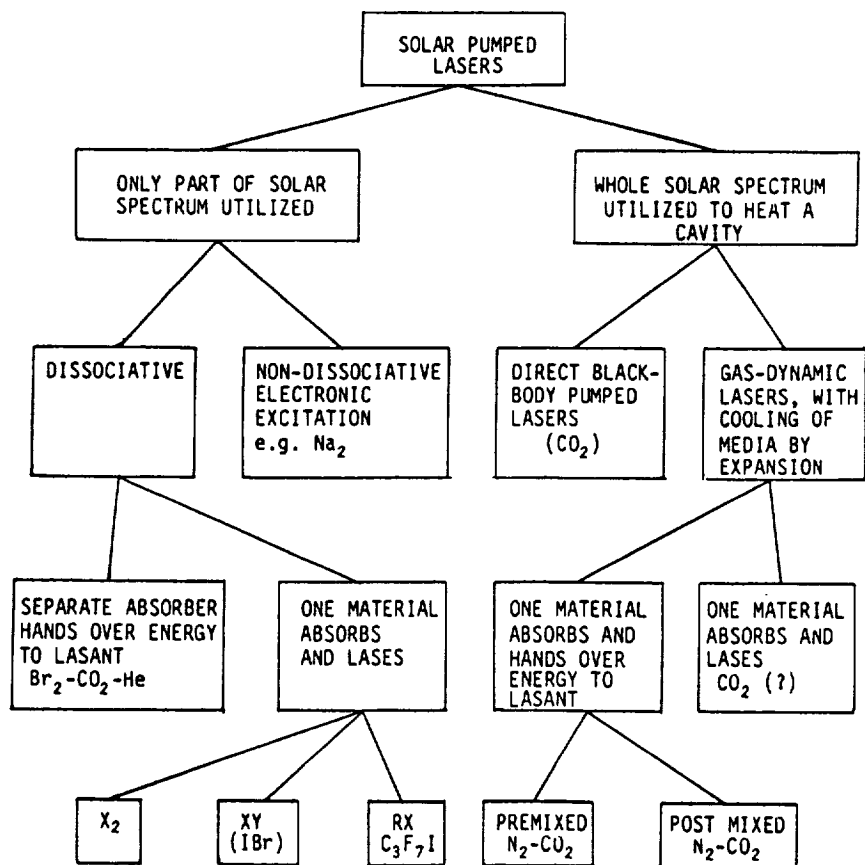 SOLAR PUMPED
LASERS
ONLY PART OF SOLAR
SPECTRUM UTILIZED
WHOLE SOLAR SPECTRUM
UTILIZED TO HEAT A
CAVITY
DISSOCIATIVE
NON-DISSOCIATIVE
ELECTRONIC
EXCITATION
e.g. Na₂
DIRECT BLACK-
BODY PUMPED
LASERS
(CO₂)
GAS-DYNAMIC
LASERS, WITH
COOLING OF
MEDIA BY
EXPANSION
SEPARATE ABSORBER
HANDS OVER ENERGY
TO LASANT
Br₂-CO₂-He
ONE MATERIAL
ABSORBS
AND LASES
ONE MATERIAL
ABSORBS AND
HANDS OVER
ENERGY TO
LASANT
ONE MATERIAL
ABSORBS AND
LASES
CO₂ (?)
X₂
XY
(IBr)
RX
C₃F₇I
PREMIXED
N₂-CO₂
POST MIXED
N₂-CO₂